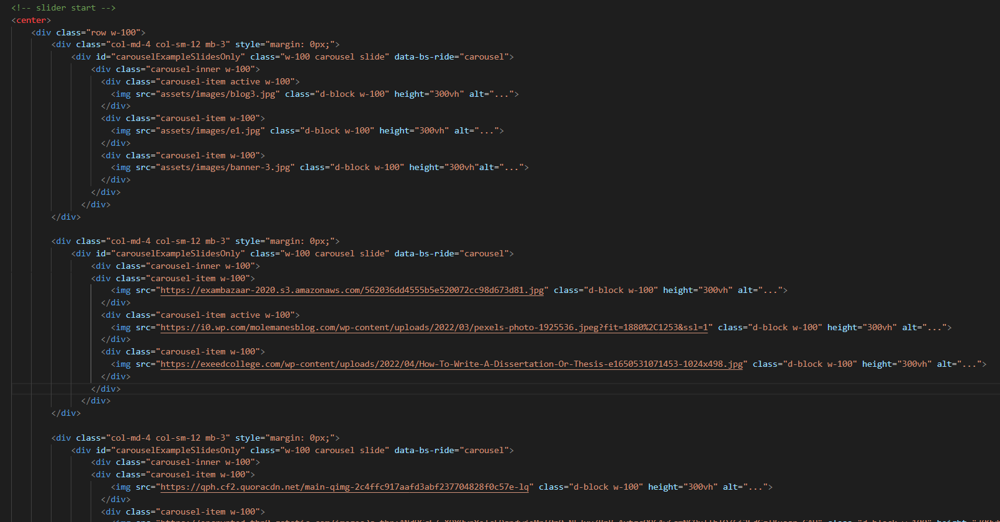 <!-- slider start -->
<center>
<div class="row w-100">
<div class="col-md-4 col-sm-12 mb-3" style="margin: 0px;">
<div id="carouselExampleSlidesOnly" class="w-100 carousel slide" data-bs-ride="carousel">
<div class="carousel-inner w-100">
<div class="carousel-item active w-100">
<img src="assets/images/blog3.jpg" class="d-block w-100" height="300vh" alt="...">
</div>
<div class="carousel-item w-100">
<img src="assets/images/e1.jpg" class="d-block w-100" height="300vh" alt="...">
</div>
<div class="carousel-item w-100">
<img src="assets/images/banner-3.jpg" class="d-block w-100" height="300vh"alt="...">
</div>
</div>
</div>
</div>
<div class="col-md-4 col-sm-12 mb-3" style="margin: 0px;">
<div id="carouselExampleSlidesOnly" class="w-100 carousel slide" data-bs-ride="carousel">
<div class="carousel-inner w-100">
<div class="carousel-item w-100">
<img src="https://exambazaar-2020.s3.amazonaws.com/562036dd4555b5e520072cc98d673d81.jpg" class="d-block w-100" height="300vh" alt="...">
</div>
<div class="carousel-item active w-100">
<img src="https://i0.wp.com/molemanesblog.com/wp-content/uploads/2022/03/pexels-photo-1925536.jpeg?fit=1880%2C1253&ssl=1" class="d-block w-100" height="300vh" alt="...">
</div>
<div class="carousel-item w-100">
<img src="https://exeedcollege.com/wp-content/uploads/2022/04/How-To-Write-A-Dissertation-Or-Thesis-e1650531071453-1024x498.jpg" class="d-block w-100" height="300vh" alt="...">
</div>
</div>
</div>
</div>
<div class="col-md-4 col-sm-12 mb-3" style="margin: 0px;">
<div id="carouselExampleSlidesOnly" class="w-100 carousel slide" data-bs-ride="carousel">
<div class="carousel-inner w-100">
<div class="carousel-item w-100">
<img src="https://qph.cf2.quoracdn.net/main-qimg-2c4ffc917aafd3abf237704828f0c57e-lq" class="d-block w-100" height="300vh" alt="...">
</div>
<div class="carousel-item w-100">